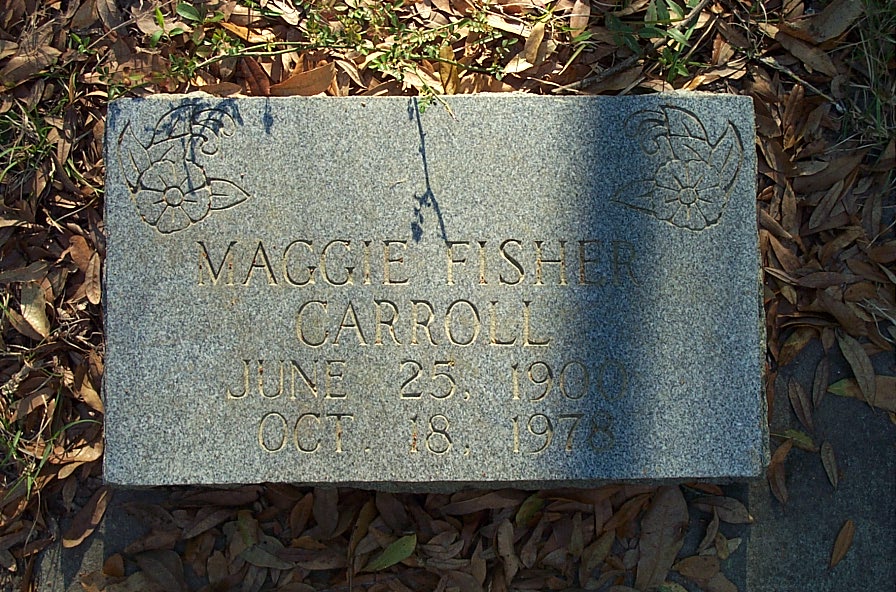 MAGGIE FISHER
CARROLL
JUNE 25, 1900
OCT. 18, 1978